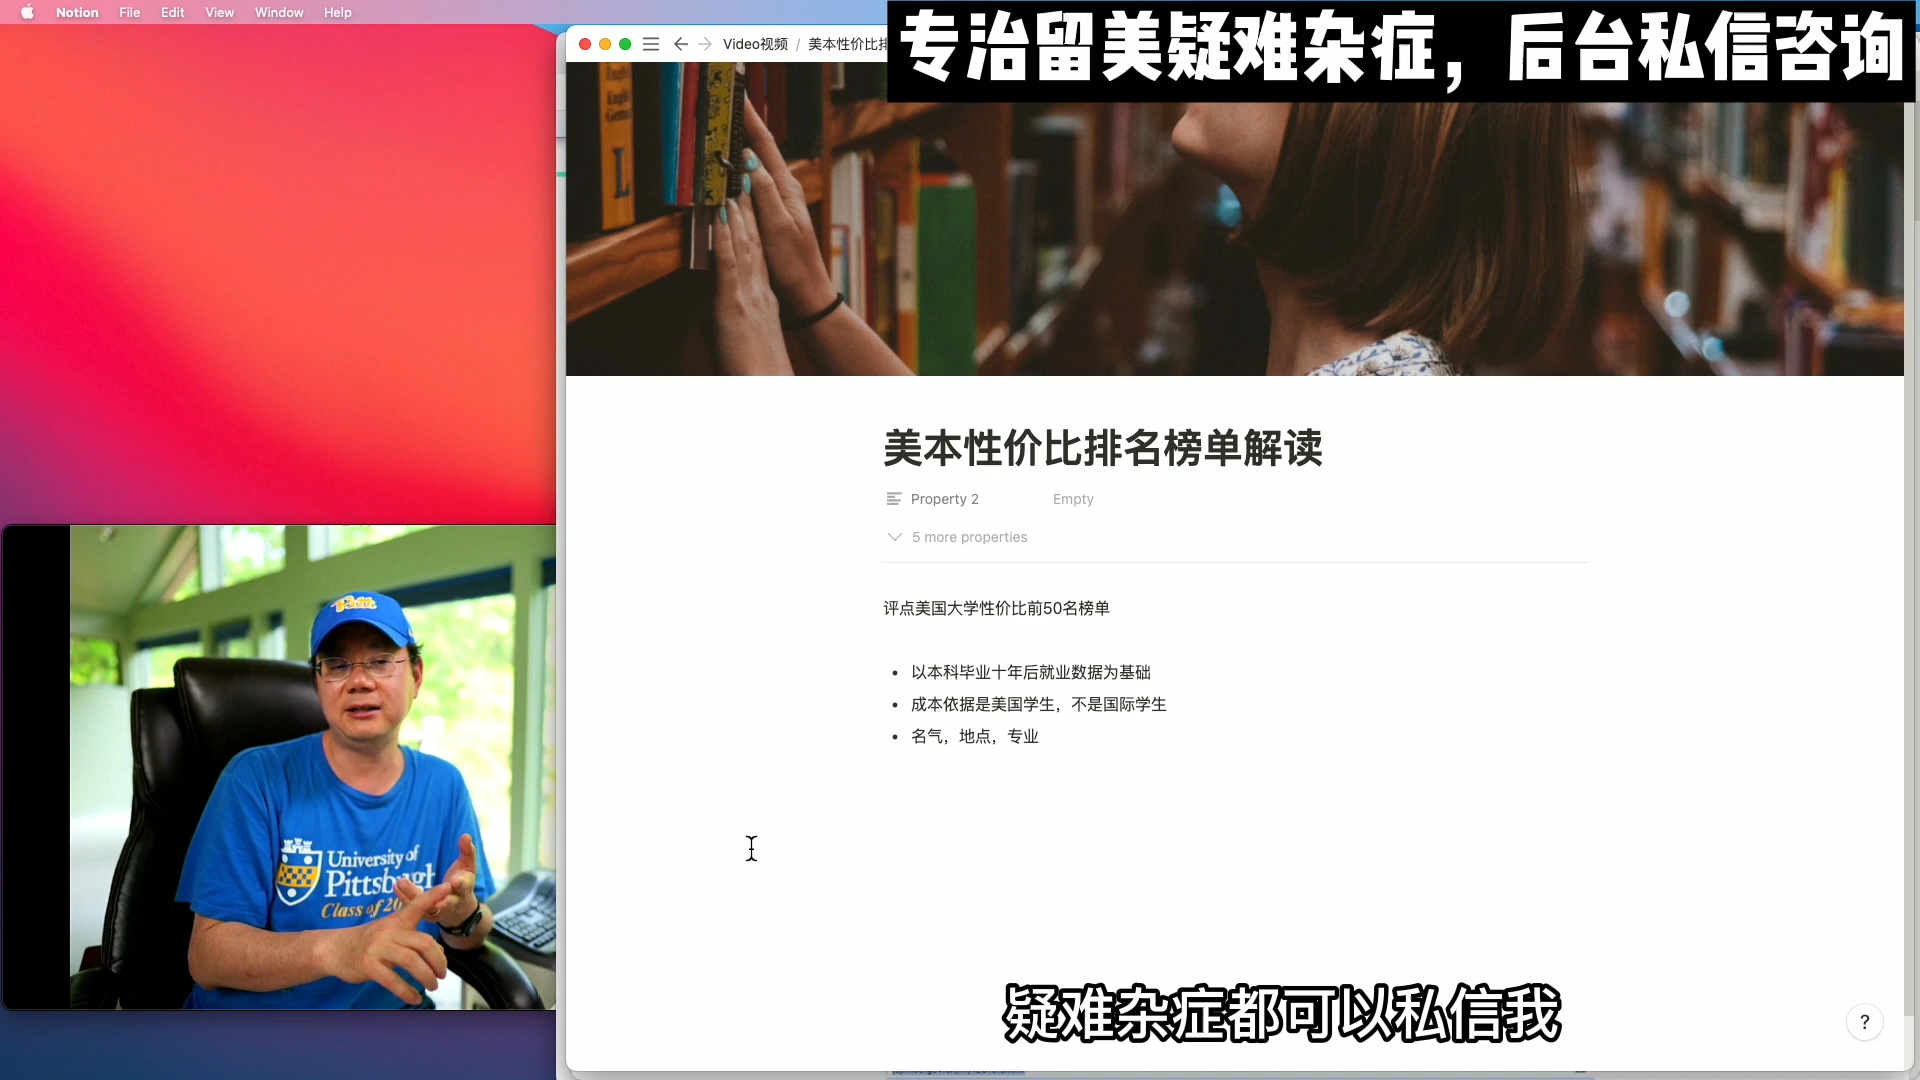 Notion File Edit View Window Help
Video视频 / 美本性价比排
专治留美疑难杂症，后台私信咨询
L
美本性价比排名榜单解读
Property 2 Empty
5 more properties
评点美国大学性价比前50名榜单
• 以本科毕业十年后就业数据为基础
• 成本依据是美国学生，不是国际学生
• 名气，地点，专业
Pitt
University of
Pittsburgh
Class of 20
疑难杂症都可以私信我
?